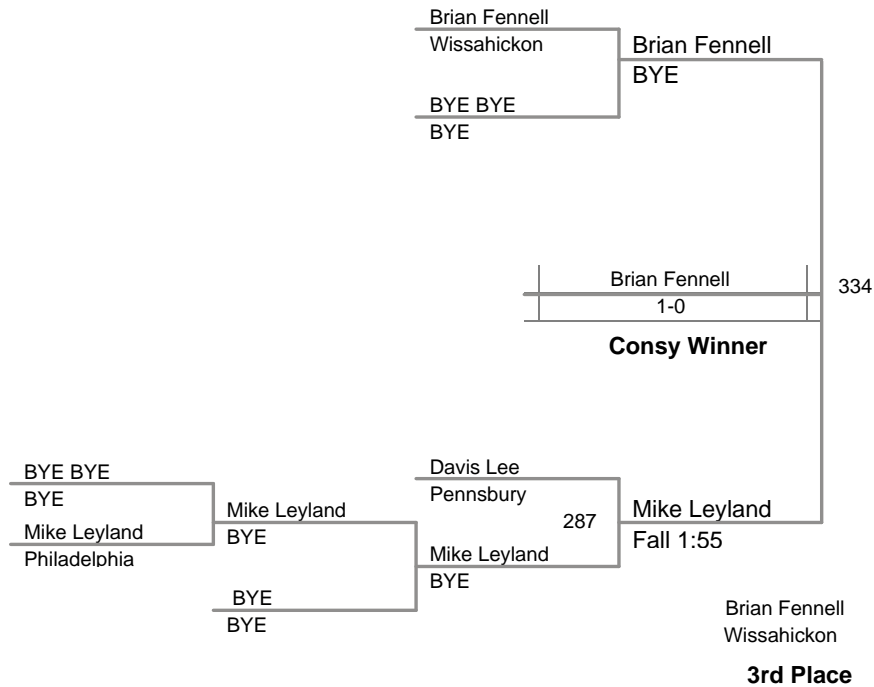 Brian Fennell
Wissahickon
Brian Fennell
BYE
BYE BYE
BYE
Brian Fennell
334
1-0
Consy Winner
BYE BYE
BYE
Mike Leyland
Philadelphia
Mike Leyland
BYE
BYE
BYE
Davis Lee
Pennsbury
287
Mike Leyland
BYE
Mike Leyland
Fall 1:55
Brian Fennell
Wissahickon
3rd Place